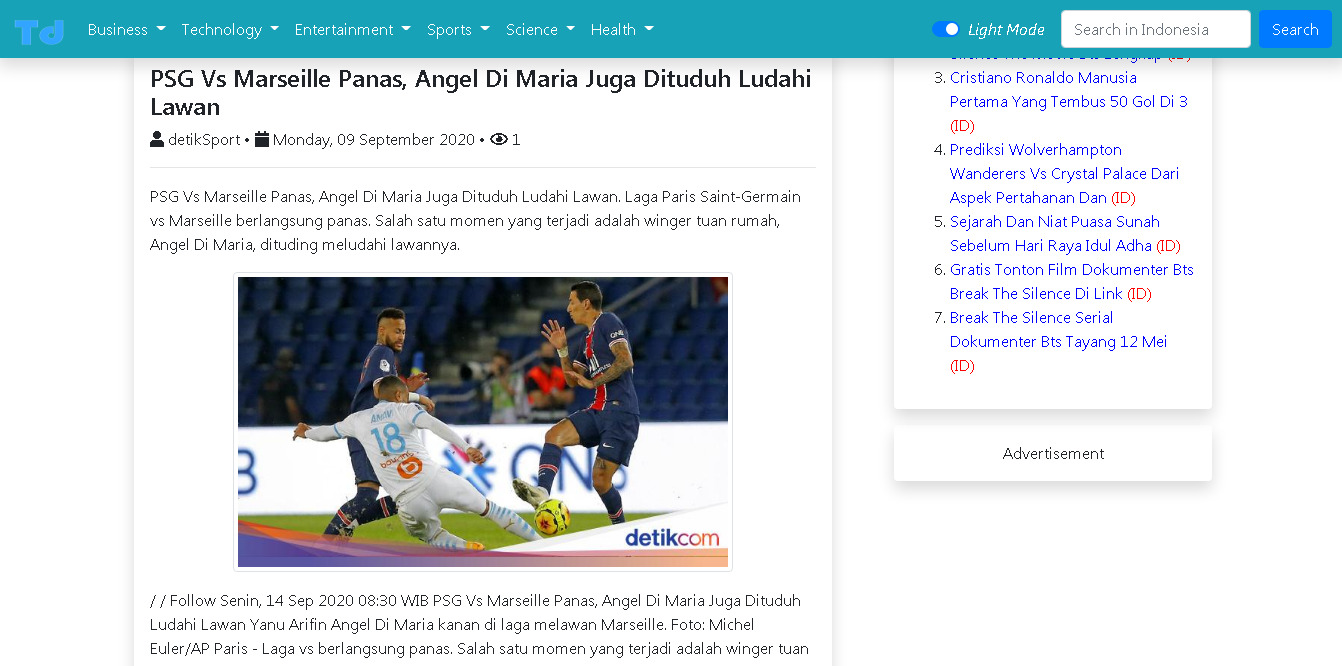 Td Business Technology Entertainment Sports Science Health Light Mode Search in Indonesia Search
PSG Vs Marseille Panas, Angel Di Maria Juga Dituduh Ludahi
Lawan
detikSport • Monday, 09 September 2020 • 1
PSG Vs Marseille Panas, Angel Di Maria Juga Dituduh Ludahi Lawan. Laga Paris Saint-Germain
vs Marseille berlangsung panas. Salah satu momen yang terjadi adalah winger tuan rumah,
Angel Di Maria, dituding meludahi lawannya.
QNB
AMAVI
18
QNB
detikcom
/ / Follow Senin, 14 Sep 2020 08:30 WIB PSG Vs Marseille Panas, Angel Di Maria Juga Dituduh
Ludahi Lawan Yanu Arifin Angel Di Maria kanan di laga melawan Marseille. Foto: Michel
Euler/AP Paris - Laga vs berlangsung panas. Salah satu momen yang terjadi adalah winger tuan
Silence The Movie Bts Lengkap (ID)
3. Cristiano Ronaldo Manusia
Pertama Yang Tembus 50 Gol Di 3
(ID)
4. Prediksi Wolverhampton
Wanderers Vs Crystal Palace Dari
Aspek Pertahanan Dan (ID)
5. Sejarah Dan Niat Puasa Sunah
Sebelum Hari Raya Idul Adha (ID)
6. Gratis Tonton Film Dokumenter Bts
Break The Silence Di Link (ID)
7. Break The Silence Serial
Dokumenter Bts Tayang 12 Mei
(ID)
Advertisement